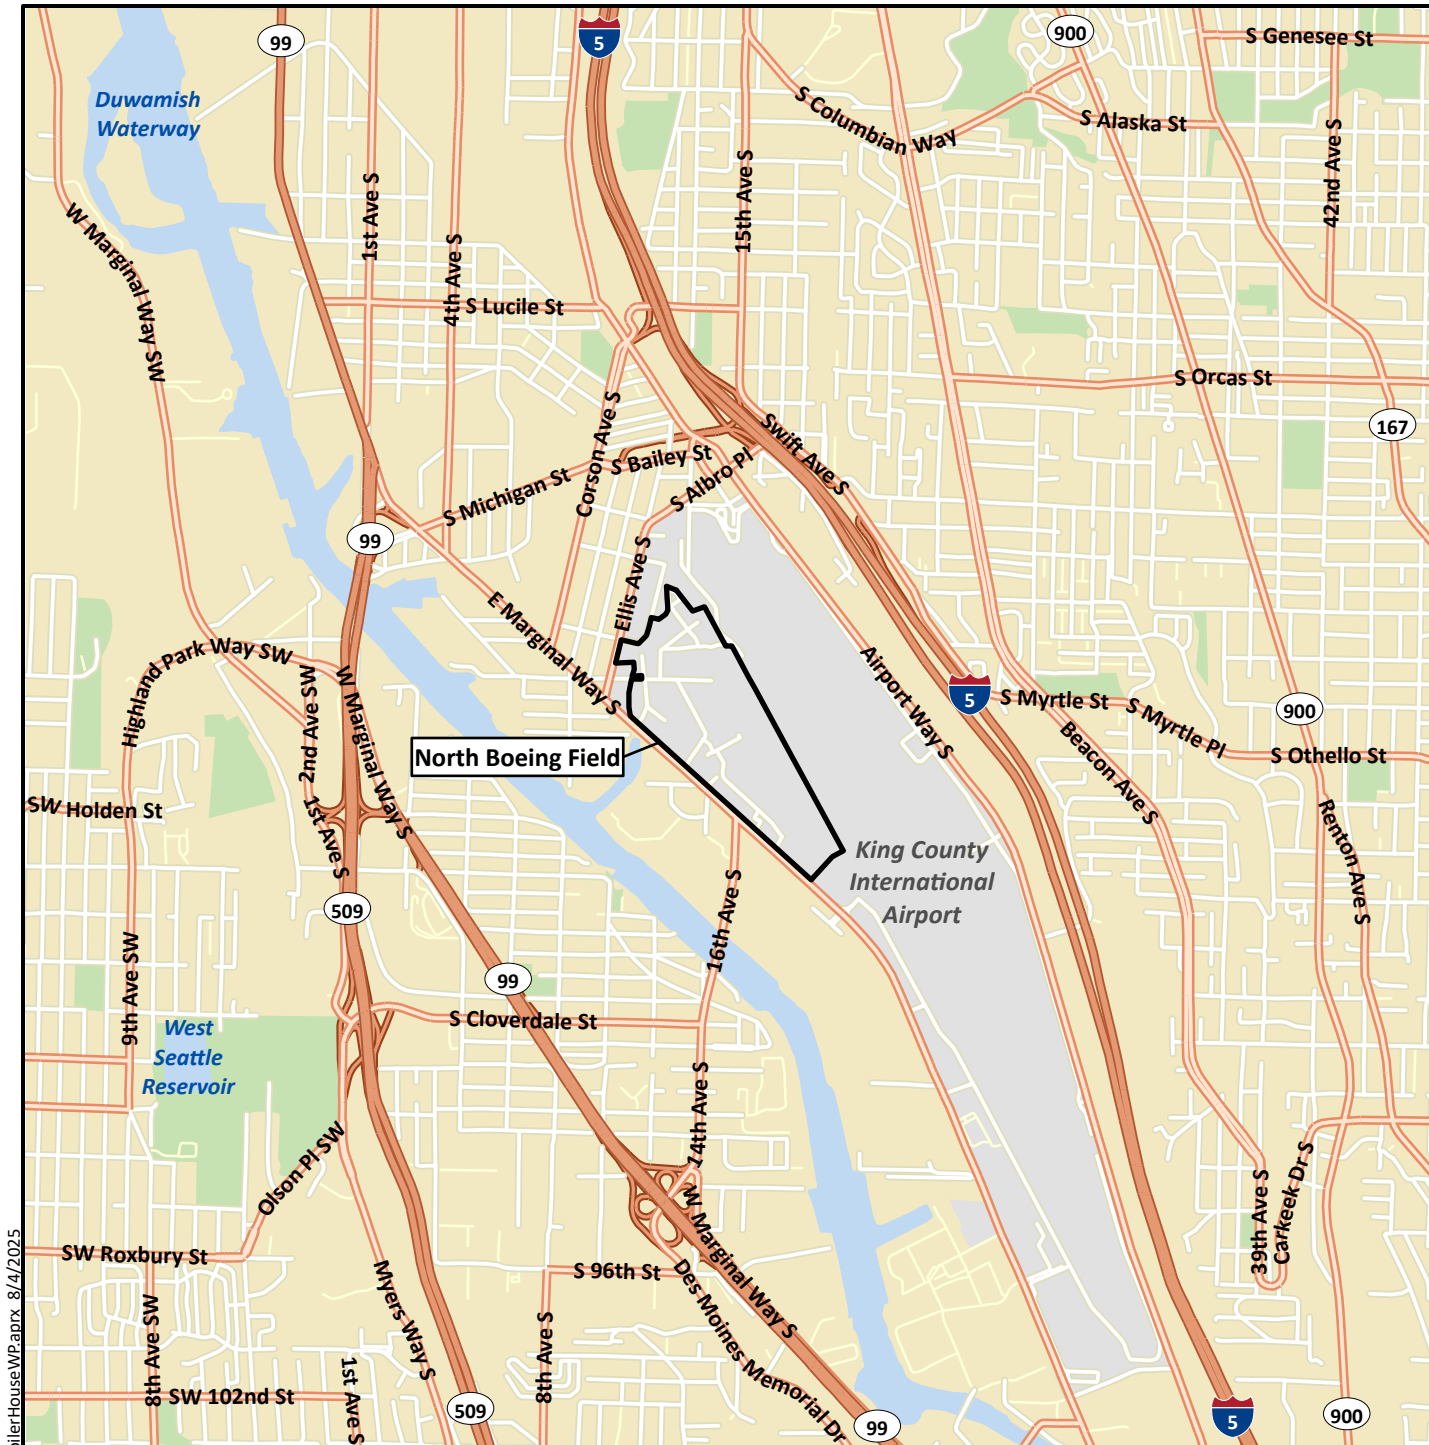 99
5
900
S Genesee St
Duwamish
Waterway
S Columbian Way
S Alaska St
42nd Ave S
1st Ave S
15th Ave S
4th Ave S
W Marginal Way SW
S Lucile St
S Orcas St
167
Corson Ave S
Swift Ave S
S Bailey St
S Albro Pl
S Michigan St
99
Ellis Ave S
E Marginal Way S
Highland Park Way SW
2nd Ave SW
W Marginal Way S
Airport Way S
5
S Myrtle St
S Myrtle Pl
900
Beacon Ave S
S Othello St
North Boeing Field
SW Holden St
1st Ave S
Renton Ave S
King County
International
Airport
16th Ave S
509
9th Ave SW
99
S Cloverdale St
West
Seattle
Reservoir
14th Ave S
Olson Pl SW
39th Ave S
Carkeek Dr S
SW Roxbury St
S 96th St
W Marginal Way S
Des Moines Memorial Dr
Myers Way S
8th Ave SW
8th Ave S
1st Ave S
SW 102nd St
509
99
5
900
oilerHouseWP.aprx 8/4/2025